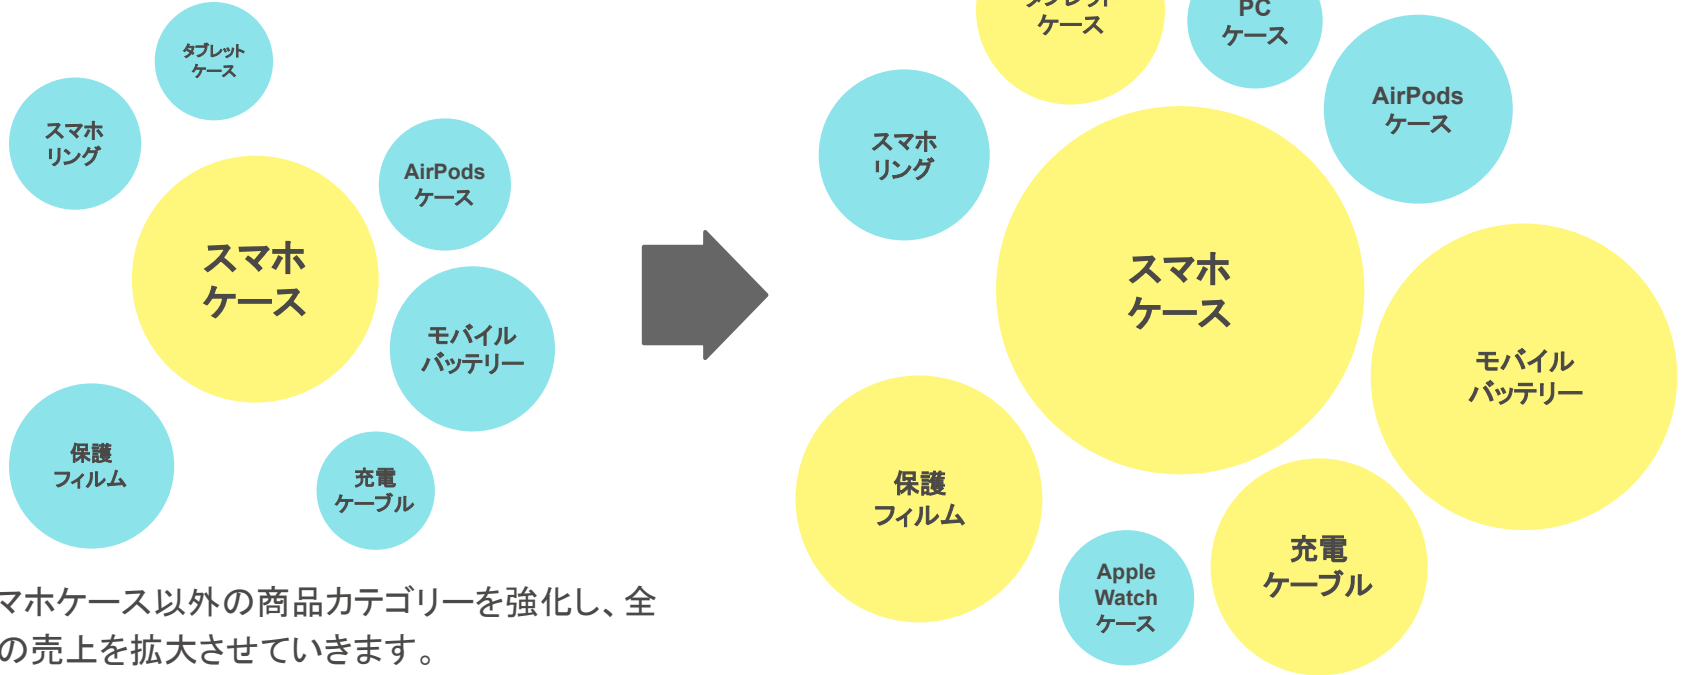 タブレット
ケース
スマホ
リング
AirPods
ケース
スマホ
ケース
モバイル
バッテリー
保護
フィルム
充電
ケーブル
マホケース以外の商品カテゴリーを強化し、全
の売上を拡大させていきます。
タブレット
ケース
PC
ケース
AirPods
ケース
スマホ
リング
スマホ
ケース
モバイル
バッテリー
保護
フィルム
充電
ケーブル
Apple
Watch
ケース